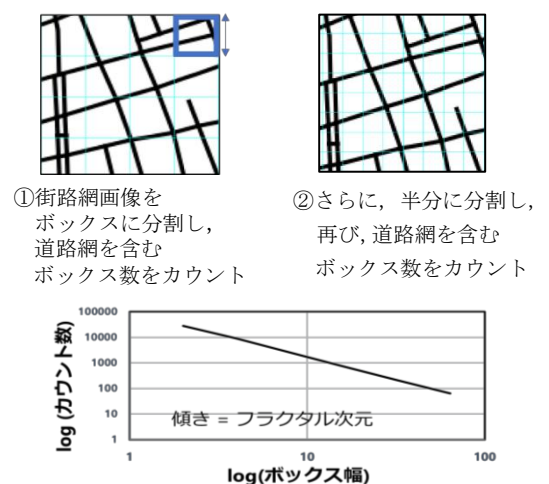 ①街路網画像を
ボックスに分割し,
道路網を含む
ボックス数をカウント
②さらに, 半分に分割し,
再び, 道路網を含む
ボックス数をカウント
log (カウント数)
100000
10000
1000
100
10
1
傾き = フラクタル次元
1 10 100
log(ボックス幅)